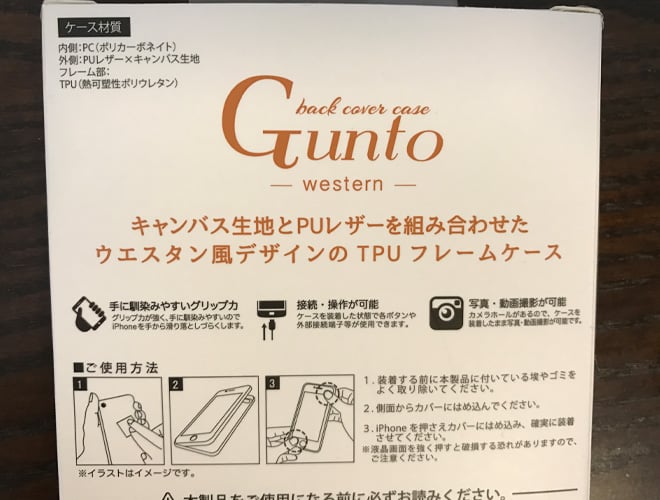 ケース材質
内側：PC（ポリカーボネイト）
外側：PUレザー×キャンバス生地
フレーム部：
TPU（熱可塑性ポリウレタン）
back cover case
Gunto
— western —
キャンバス生地とPUレザーを組み合わせた
ウエスタン風デザインの TPU フレームケース
手に馴染みやすいグリップ力
グリップ力が強く、手に馴染みやすいので
iPhoneを手から滑り落としづらくします。
接続・操作が可能
ケースを装着した状態で各ボタンや
外部接続端子等が使用できます。
写真・動画撮影が可能
カメラホールがあるので、ケースを
装着したまま写真・動画撮影が可能です。
■ご使用方法
1
2
3
1．装着する前に本製品に付いている埃やゴミを
よく取り除いてください。
2．側面からカバーにはめ込んでください。
3．iPhoneを押さえカバーにはめ込み、確実に装着
させてください。
※液晶画面を強く押すと破損する恐れがありますので、
ご注意ください。
※イラストはイメージです。
⚠ 本製品をご使用になる前に必ずお読みください。